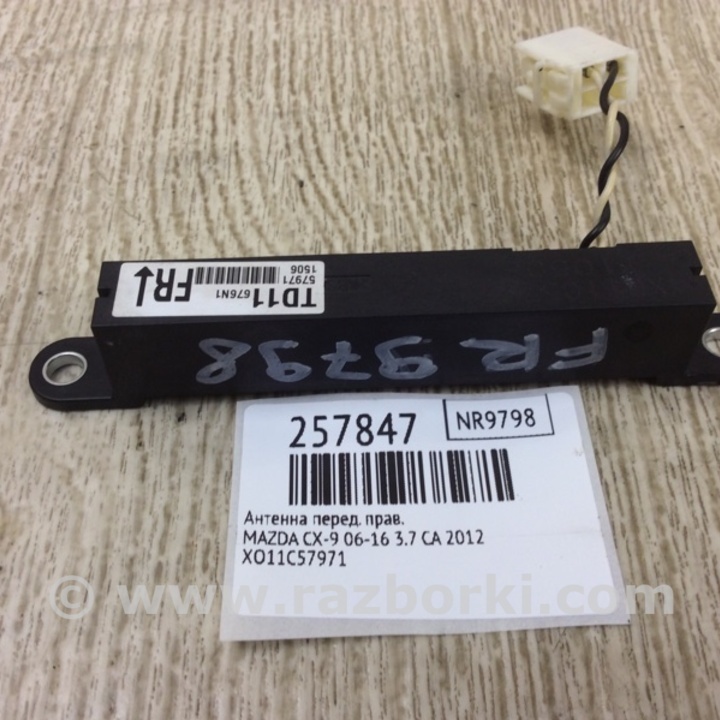 TD11
676N1
57971
1506
FR↓
FR 9798
257847
NR9798
Антенна перед. прав.
MAZDA CX-9 06-16 3.7 CA 2012
XO11C57971
© www.razborki.com